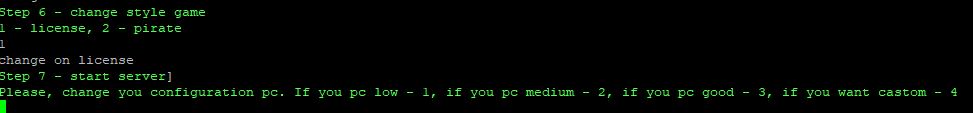 Step 6 - change style game
1 - license, 2 - pirate
1
change on license
Step 7 - start server]
Please, change you configuration pc. If you pc low - 1, if you pc medium - 2, if you pc good - 3, if you want castom - 4